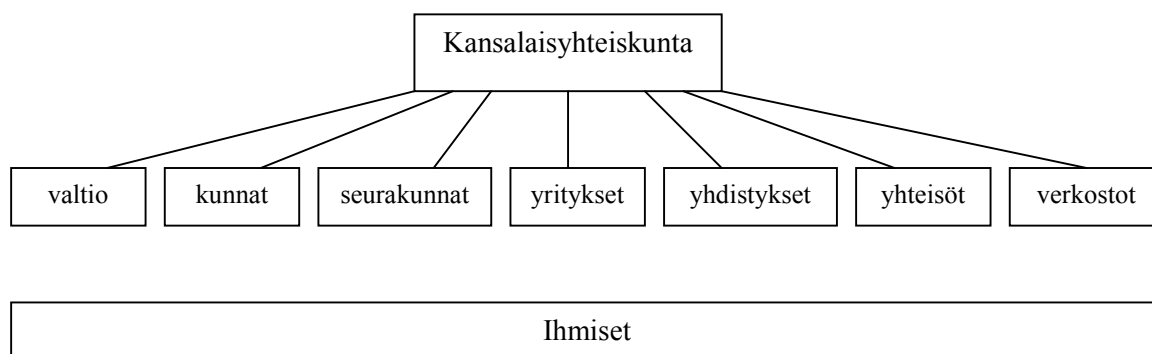 Kansalaisyhteiskunta
valtio
kunnat
seurakunnat
yritykset
yhdistykset
yhteisöt
verkostot
Ihmiset